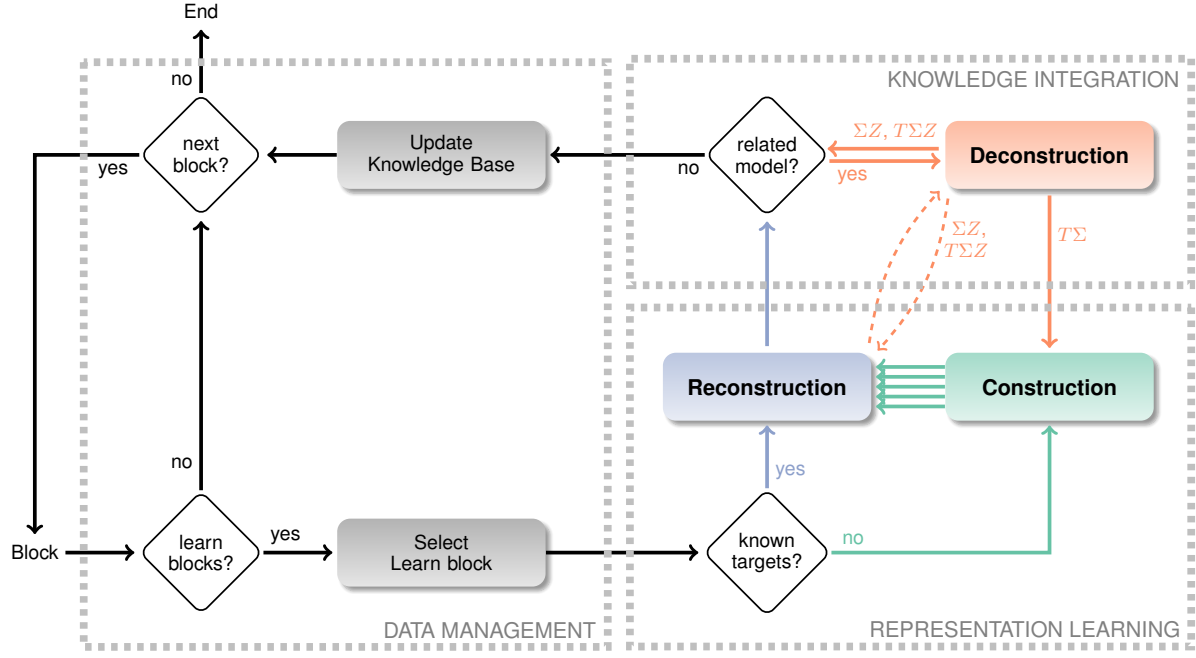 End
no
KNOWLEDGE INTEGRATION
next
block?
yes
Update
Knowledge Base
no
related
model?
ΣZ, TΣZ
yes
Deconstruction
ΣZ,
TΣZ
TΣ
Reconstruction
Construction
no
yes
Block
learn
blocks?
yes
Select
Learn block
known
targets?
no
DATA MANAGEMENT
REPRESENTATION LEARNING